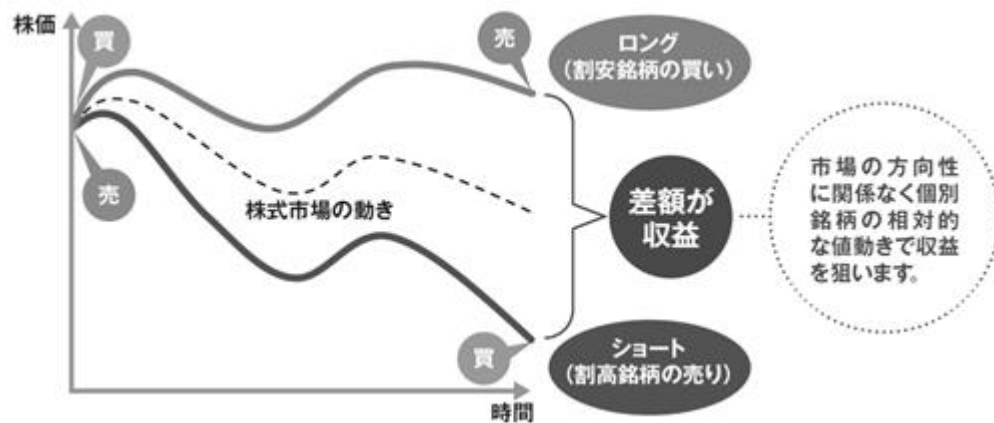 株価
買
売
ロング
(割安銘柄の買い)
売
株式市場の動き
差額が
収益
市場の方向性
に関係なく個別
銘柄の相対的
な値動きで収益
を狙います。
買
ショート
(割高銘柄の売り)
時間